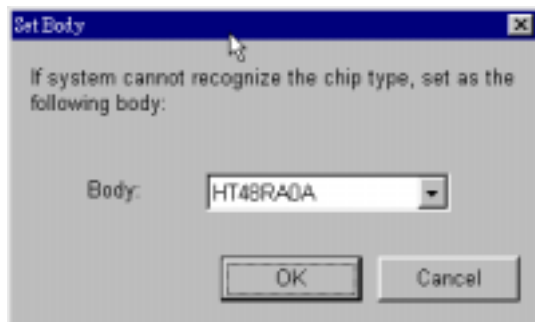 Set Body
If system cannot recognize the chip type, set as the
following body:
Body: HT48RA0A
OK Cancel